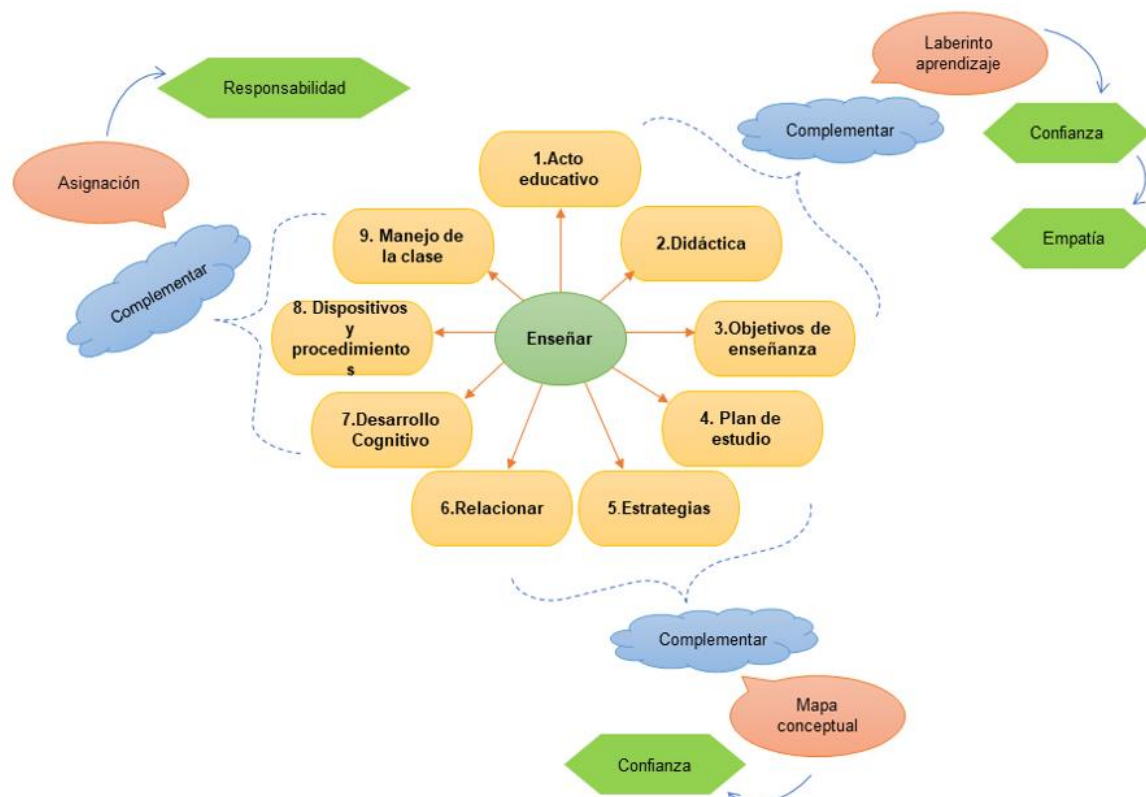 Laberinto
aprendizaje
Responsabilidad
Complementar
Confianza
1.Acto
educativo
Asignación
9. Manejo de
la clase
2.Didáctica
Empatía
Complementar
8. Dispositivos
y
procedimiento
s
Enseñar
3.Objetivos de
enseñanza
7.Desarrollo
Cognitivo
4. Plan de
estudio
6.Relacionar
5.Estrategias
Complementar
Mapa
conceptual
Confianza